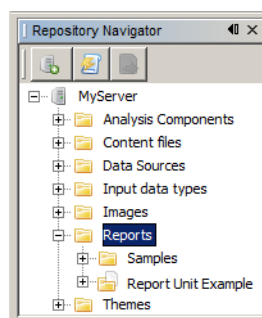 Repository Navigator
MyServer
Analysis Components
Content files
Data Sources
Input data types
Images
Reports
Samples
Report Unit Example
Themes